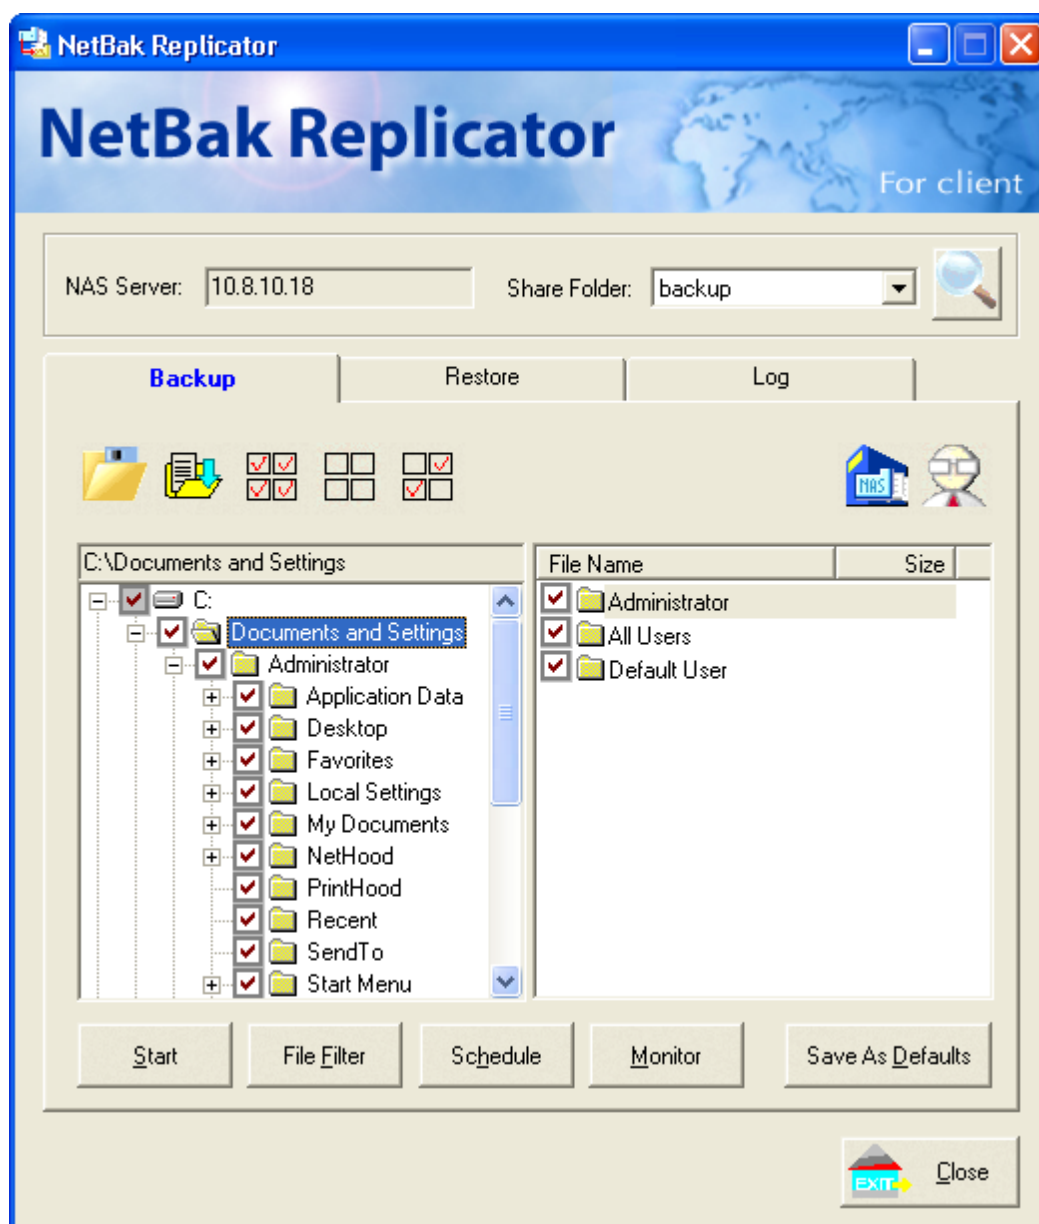 NetBak Replicator
NetBak Replicator
For client
NAS Server: 10.8.10.18 Share Folder: backup
Backup Restore Log
NAS
C:\Documents and Settings File Name Size
C: Administrator
Documents and Settings All Users
Administrator Default User
Application Data
Desktop
Favorites
Local Settings
My Documents
NetHood
PrintHood
Recent
SendTo
Start Menu
Start File Filter Schedule Monitor Save As Defaults
EXIT Close